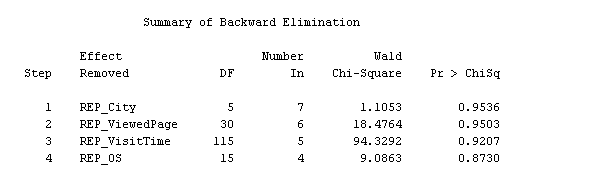 Summary of Backward Elimination
Effect Number Wald
Step Removed DF In Chi-Square Pr > ChiSq
1 REP_City 5 7 1.1053 0.9536
2 REP_ViewedPage 30 6 18.4764 0.9503
3 REP_VisitTime 115 5 94.3292 0.9207
4 REP_OS 15 4 9.0863 0.8730